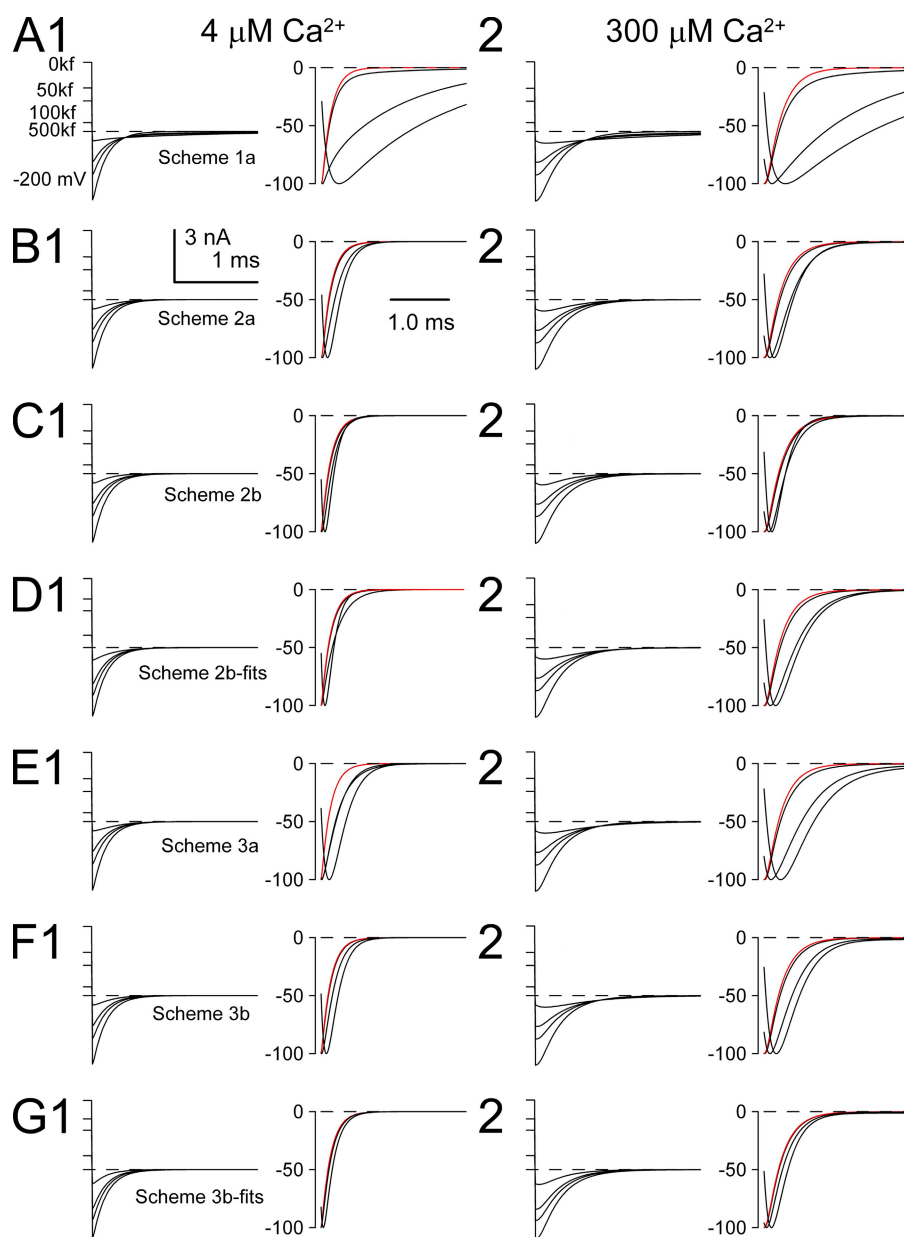 A1
4 μM Ca²⁺
2
300 μM Ca²⁺
0kf
50kf
100kf
500kf
-200 mV
Scheme 1a
0
-50
-100
0
-50
-100
B1
3 nA
1 ms
Scheme 2a
0
-50
-100
1.0 ms
2
0
-50
-100
C1
Scheme 2b
0
-50
-100
2
0
-50
-100
D1
Scheme 2b-fits
0
-50
-100
2
0
-50
-100
E1
Scheme 3a
0
-50
-100
2
0
-50
-100
F1
Scheme 3b
0
-50
-100
2
0
-50
-100
G1
Scheme 3b-fits
0
-50
-100
2
0
-50
-100